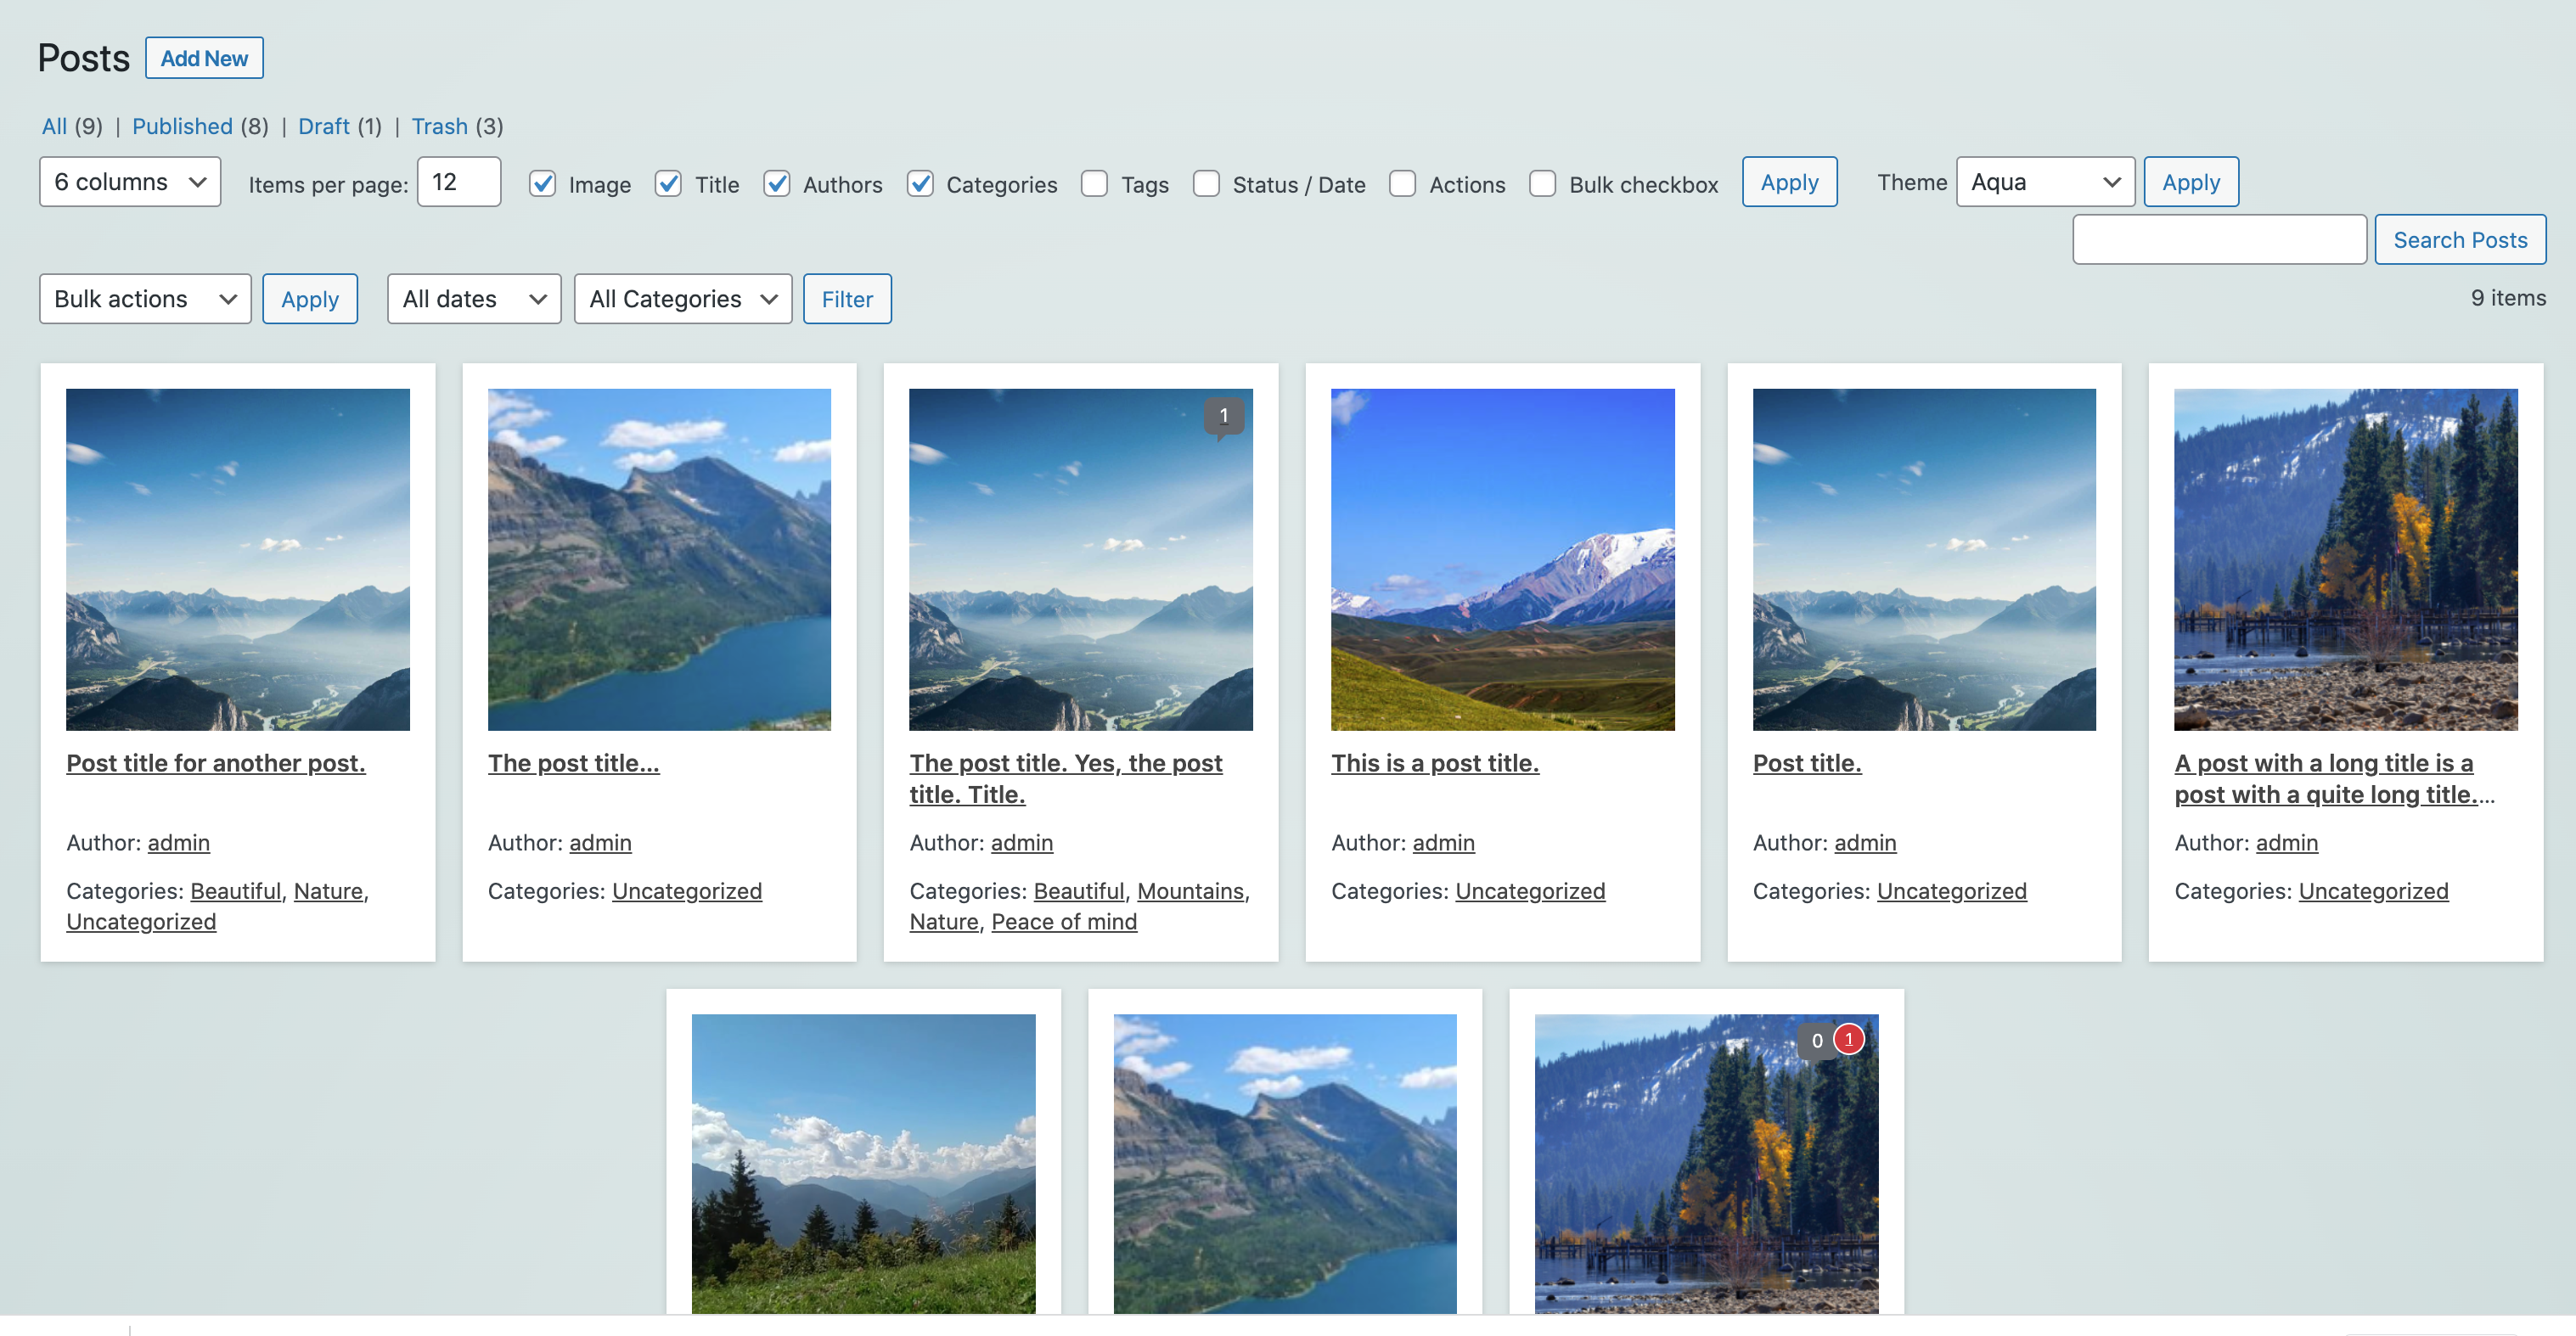 Posts Add New
All (9) | Published (8) | Draft (1) | Trash (3)
6 columns Items per page: 12 Image Title Authors Categories Tags Status / Date Actions Bulk checkbox Apply Theme Aqua Apply
Search Posts
Bulk actions Apply All dates All Categories Filter 9 items
1
Post title for another post.
Author: admin
Categories: Beautiful, Nature,
Uncategorized
The post title...
Author: admin
Categories: Uncategorized
The post title. Yes, the post
title. Title.
Author: admin
Categories: Beautiful, Mountains,
Nature, Peace of mind
This is a post title.
Author: admin
Categories: Uncategorized
Post title.
Author: admin
Categories: Uncategorized
A post with a long title is a
post with a quite long title....
Author: admin
Categories: Uncategorized
0 1